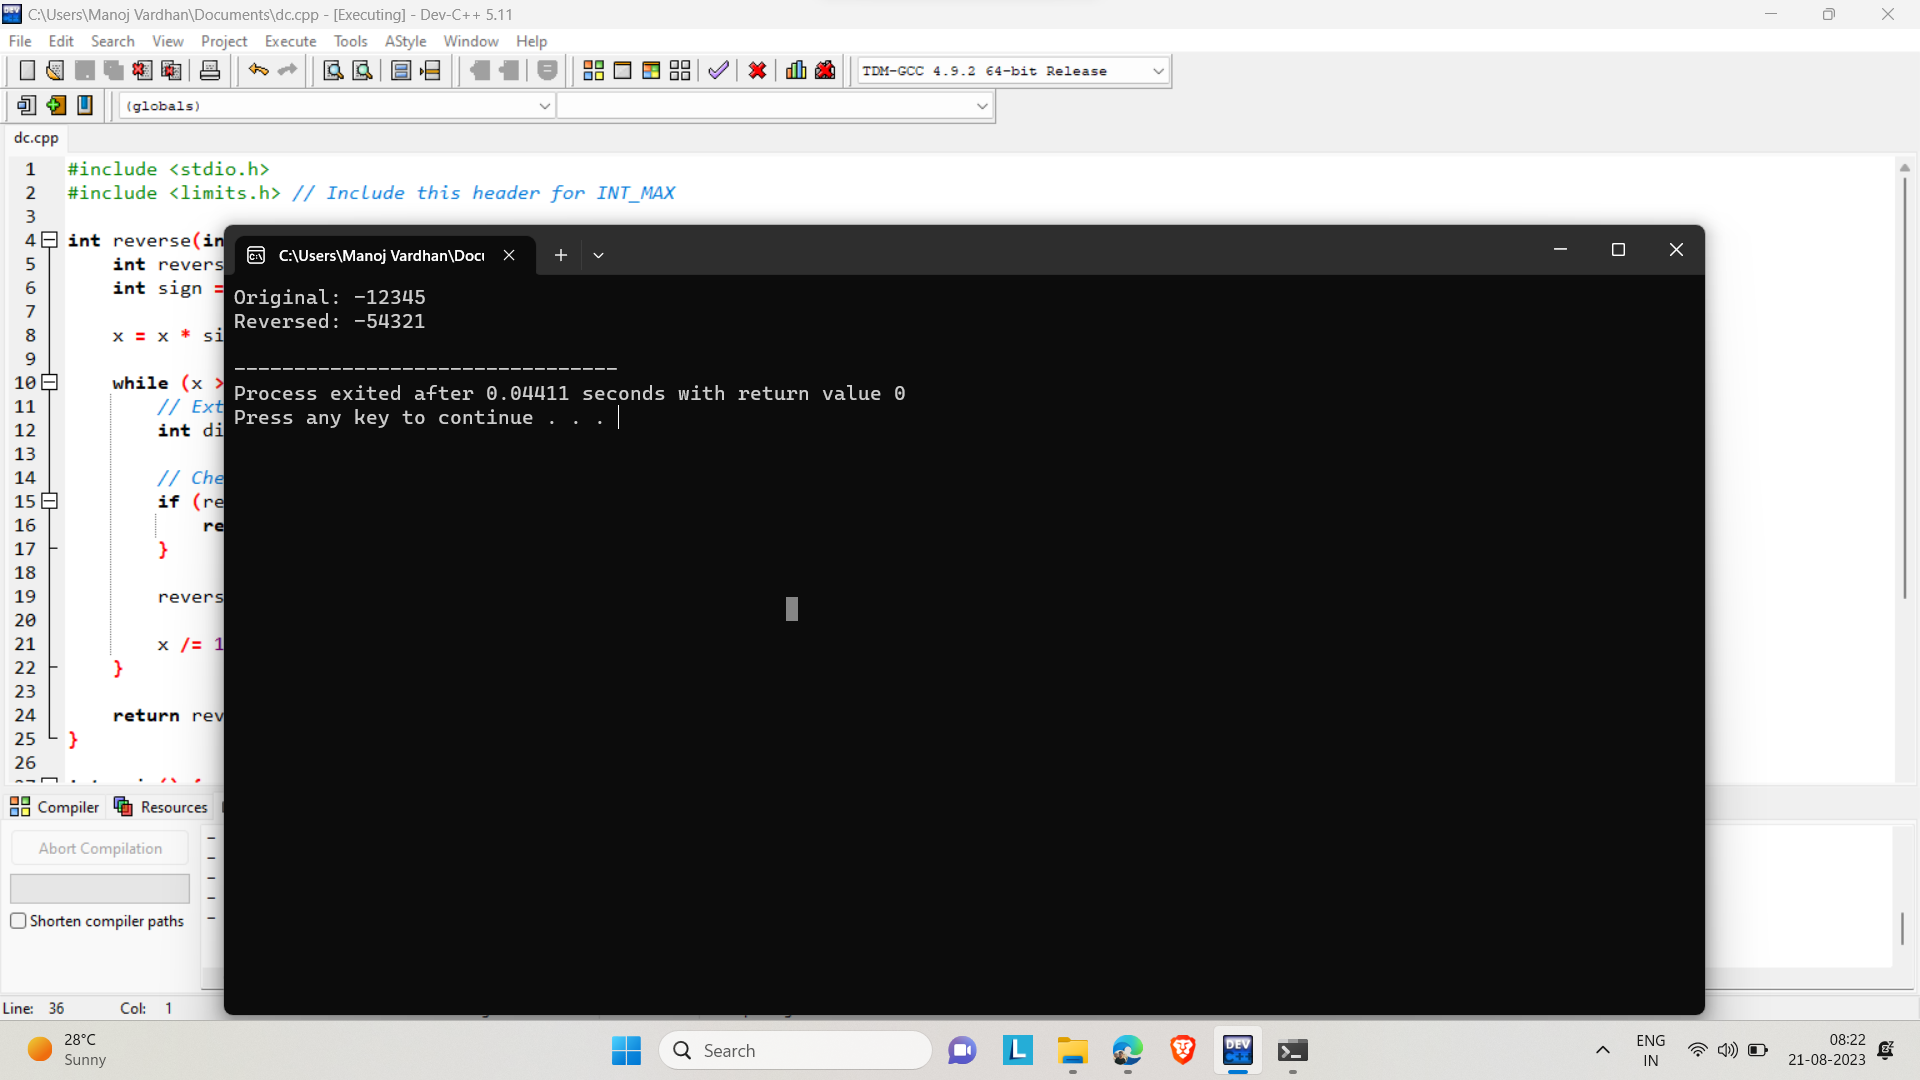 C:\Users\Manoj Vardhan\Documents\dc.cpp - [Executing] - Dev-C++ 5.11
File Edit Search View Project Execute Tools AStyle Window Help
TDM-GCC 4.9.2 64-bit Release
(globals)
dc.cpp
1 #include <stdio.h>
2 #include <limits.h> // Include this header for INT_MAX
3
4 int reverse(in
5 int revers
6 int sign =
7
8 x = x * si
9
10 while (x >
11 // Ext
12 int di
13
14 // Che
15 if (re
16 re
17 }
18
19 revers
20
21 x /= 1
22 }
23
24 return rev
25 }
26
C:\Users\Manoj Vardhan\Docu
Original: -12345
Reversed: -54321
--------------------------------
Process exited after 0.04411 seconds with return value 0
Press any key to continue . . .
Compiler Resources
Abort Compilation
Shorten compiler paths
Line: 36 Col: 1
28°C
Sunny
Search
L
DEV
C++
ENG
IN
08:22
21-08-2023